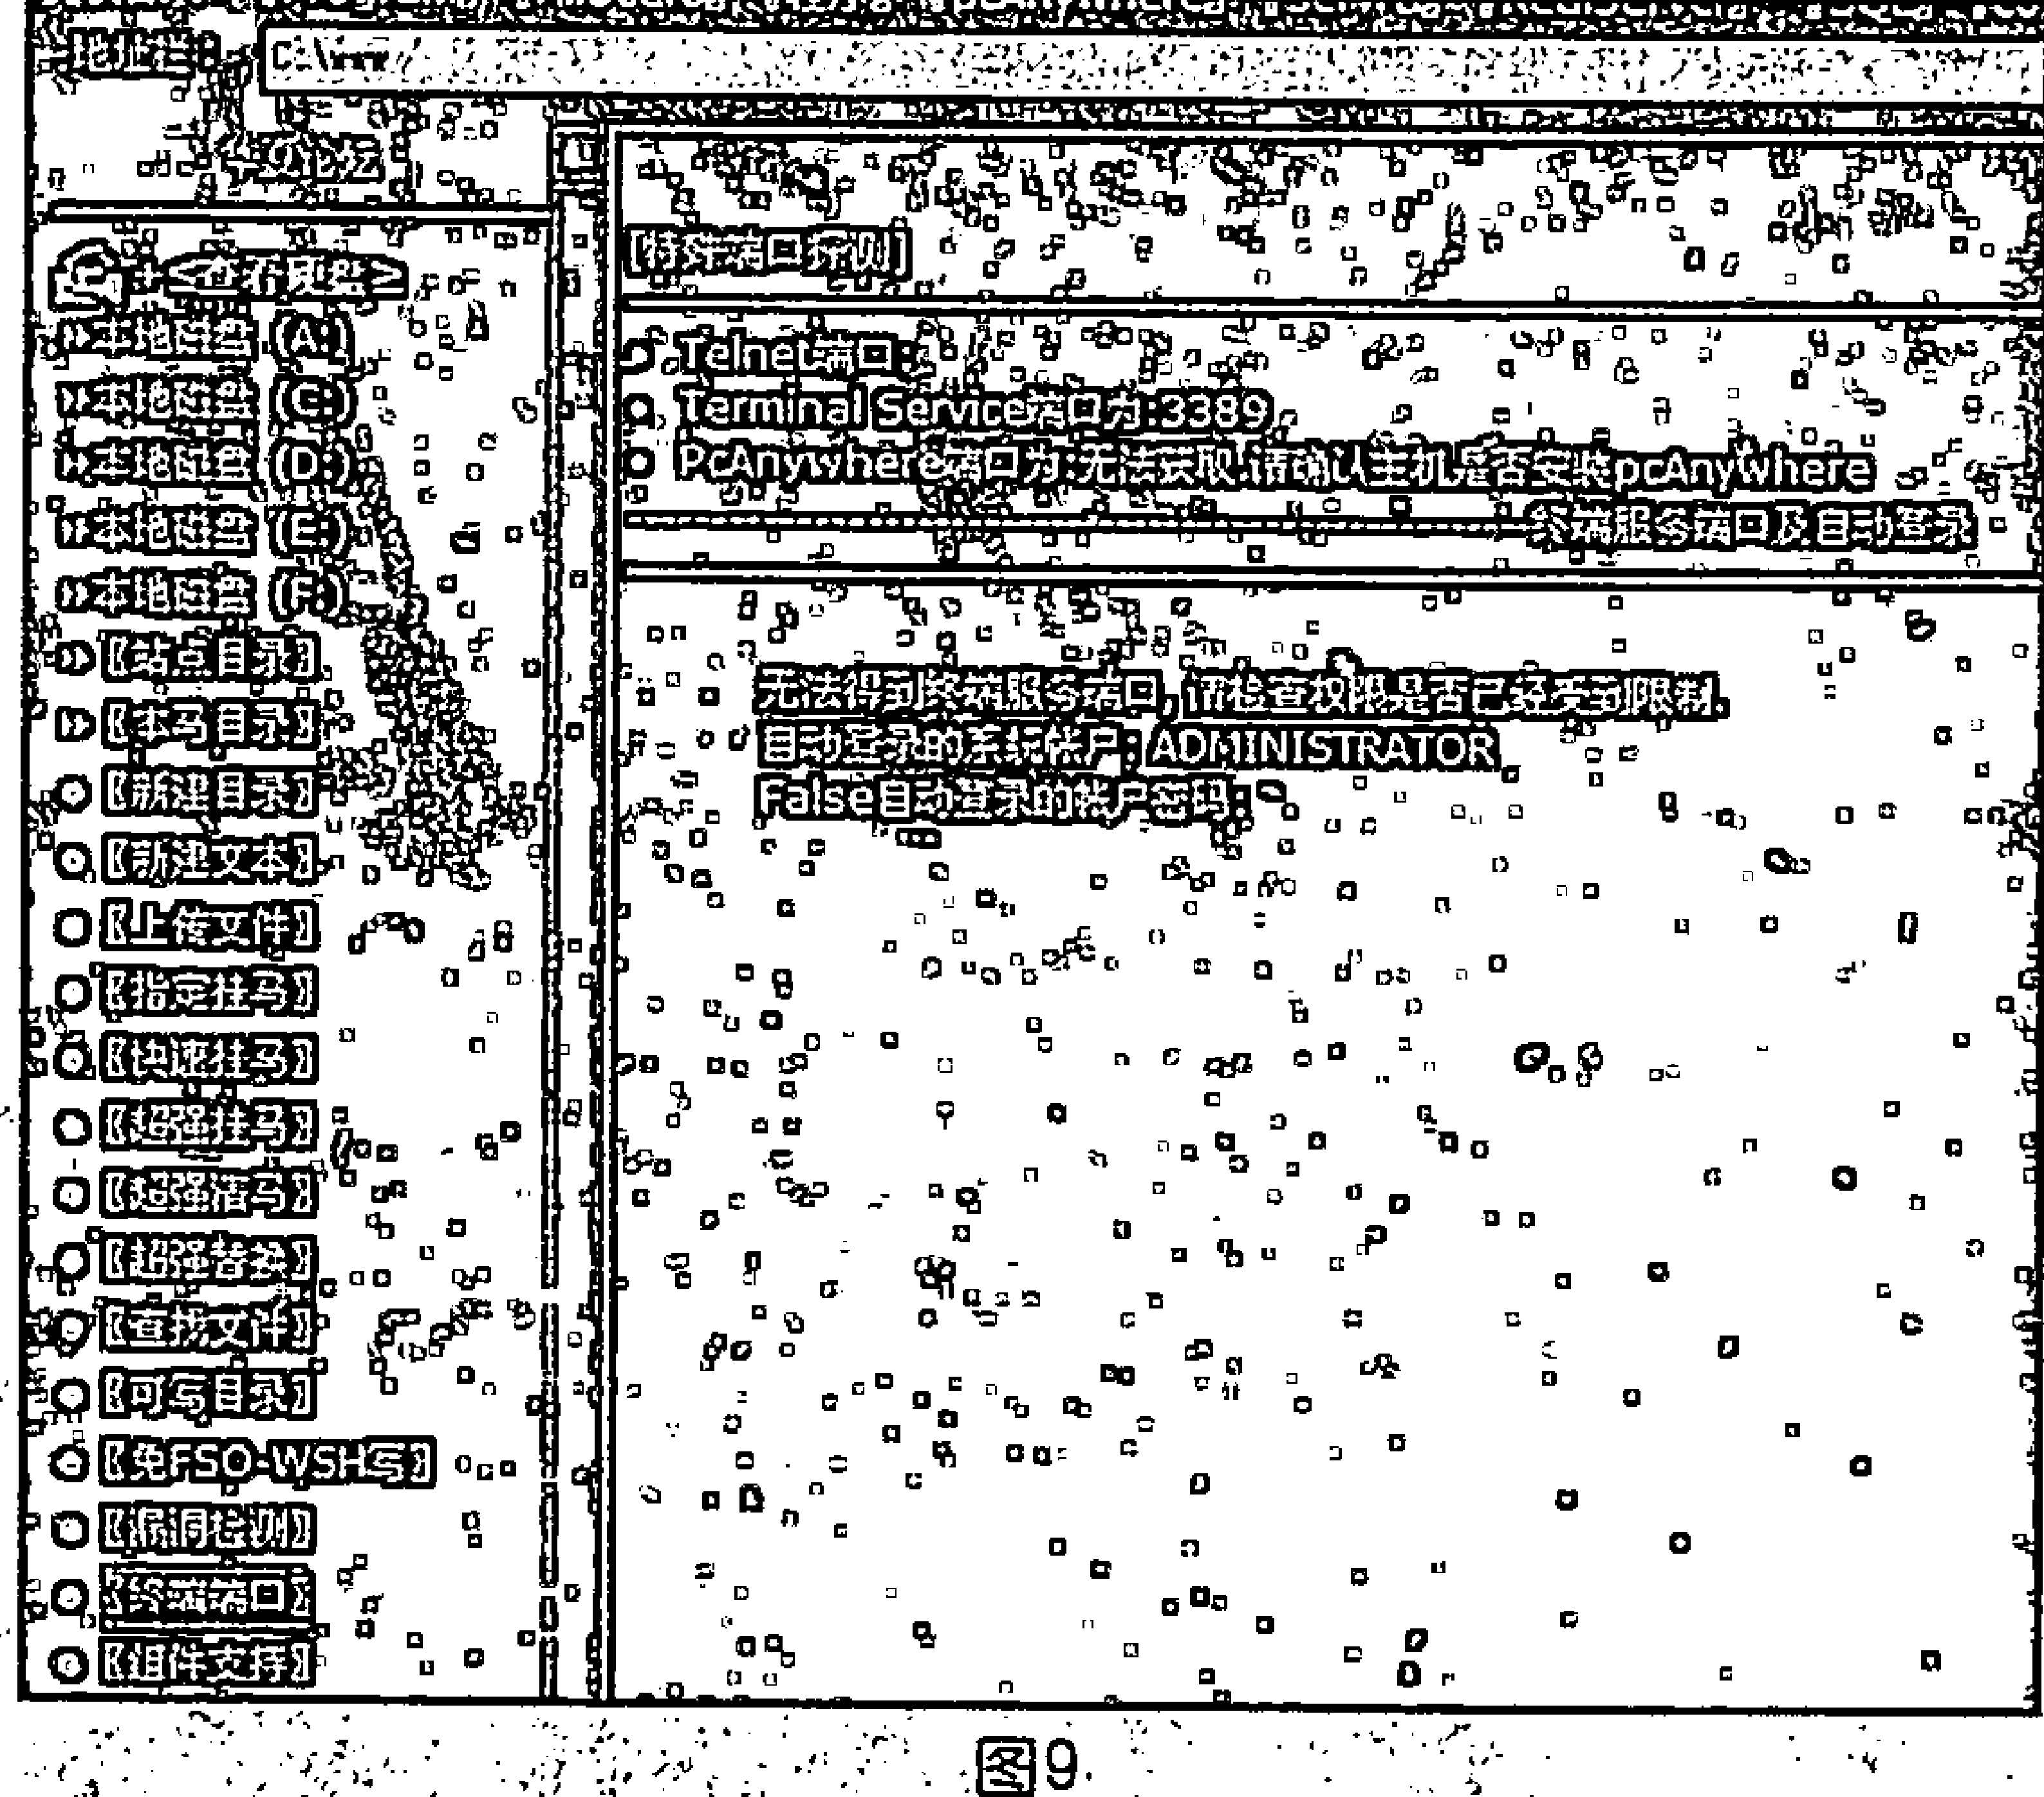 地址栏: C:\www
本地磁盘 (A:)
本地磁盘 (C:)
本地磁盘 (D:)
本地磁盘 (E:)
本地磁盘 (F:)
【站点目录】
【本马目录】
【新建目录】
【新建文本】
【上传文件】
【指定挂马】
【快速挂马】
【超强挂马】
【超强清马】
【超强替换】
【查找文件】
【可写目录】
【免FSO-WSH写】
【漏洞检测】
【终端端口】
【组件支持】
[特殊端口探测]
Telnet端口:
Terminal Service端口为:3389
PcAnywhere端口为:无法获取.请确认主机是否安装pcAnywhere
终端服务端口及自动登录
无法得到终端服务端口,请检查权限是否已经受到限制.
自动登录的系统帐户: ADMINISTRATOR
False自动登录的帐户密码:
图9